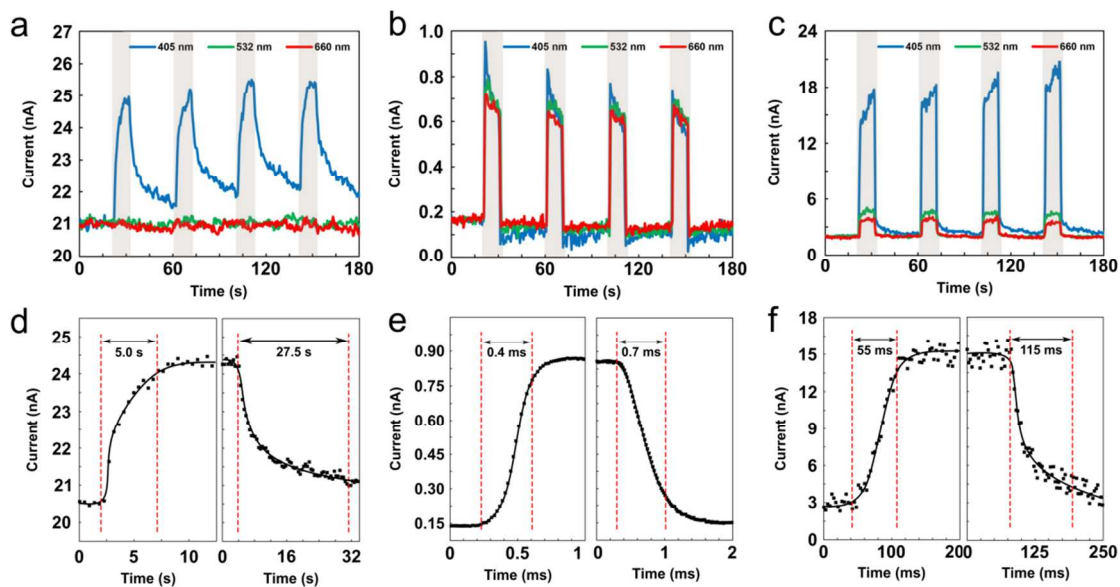 a
405 nm 532 nm 660 nm
Current (nA)
27
26
25
24
23
22
21
20
0 60 120 180
Time (s)
b
405 nm 532 nm 660 nm
Current (nA)
1.0
0.8
0.6
0.4
0.2
0.0
0 60 120 180
Time (s)
c
405 nm 532 nm 660 nm
Current (nA)
24
18
12
6
0
0 60 120 180
Time (s)
d
5.0 s 27.5 s
Current (nA)
25
24
23
22
21
20
0 5 10 0 16 32
Time (s) Time (s)
e
0.4 ms 0.7 ms
Current (nA)
0.90
0.75
0.60
0.45
0.30
0.15
0 0.5 1 0 1 2
Time (ms) Time (ms)
f
55 ms 115 ms
Current (nA)
18
15
12
9
6
3
0
0 100 200 0 125 250
Time (ms) Time (ms)